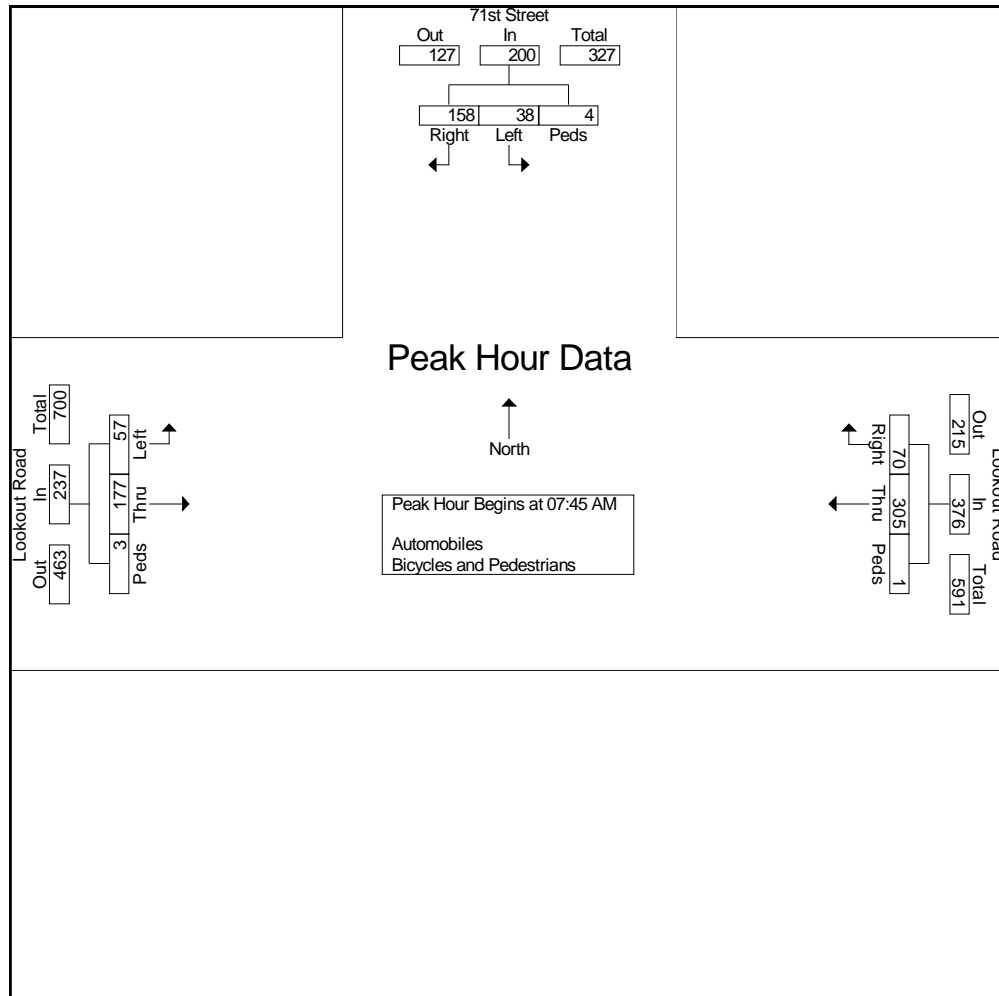 71st Street
Out In Total
127 200 327
158 38 4
Right Left Peds
Peak Hour Data
North
Peak Hour Begins at 07:45 AM
Automobiles
Bicycles and Pedestrians
Lookout Road
Out In Total
463 237 700
57 177 3
Left Thru Peds
Lookout Road
Out In Total
215 376 591
70 305 1
Right Thru Peds